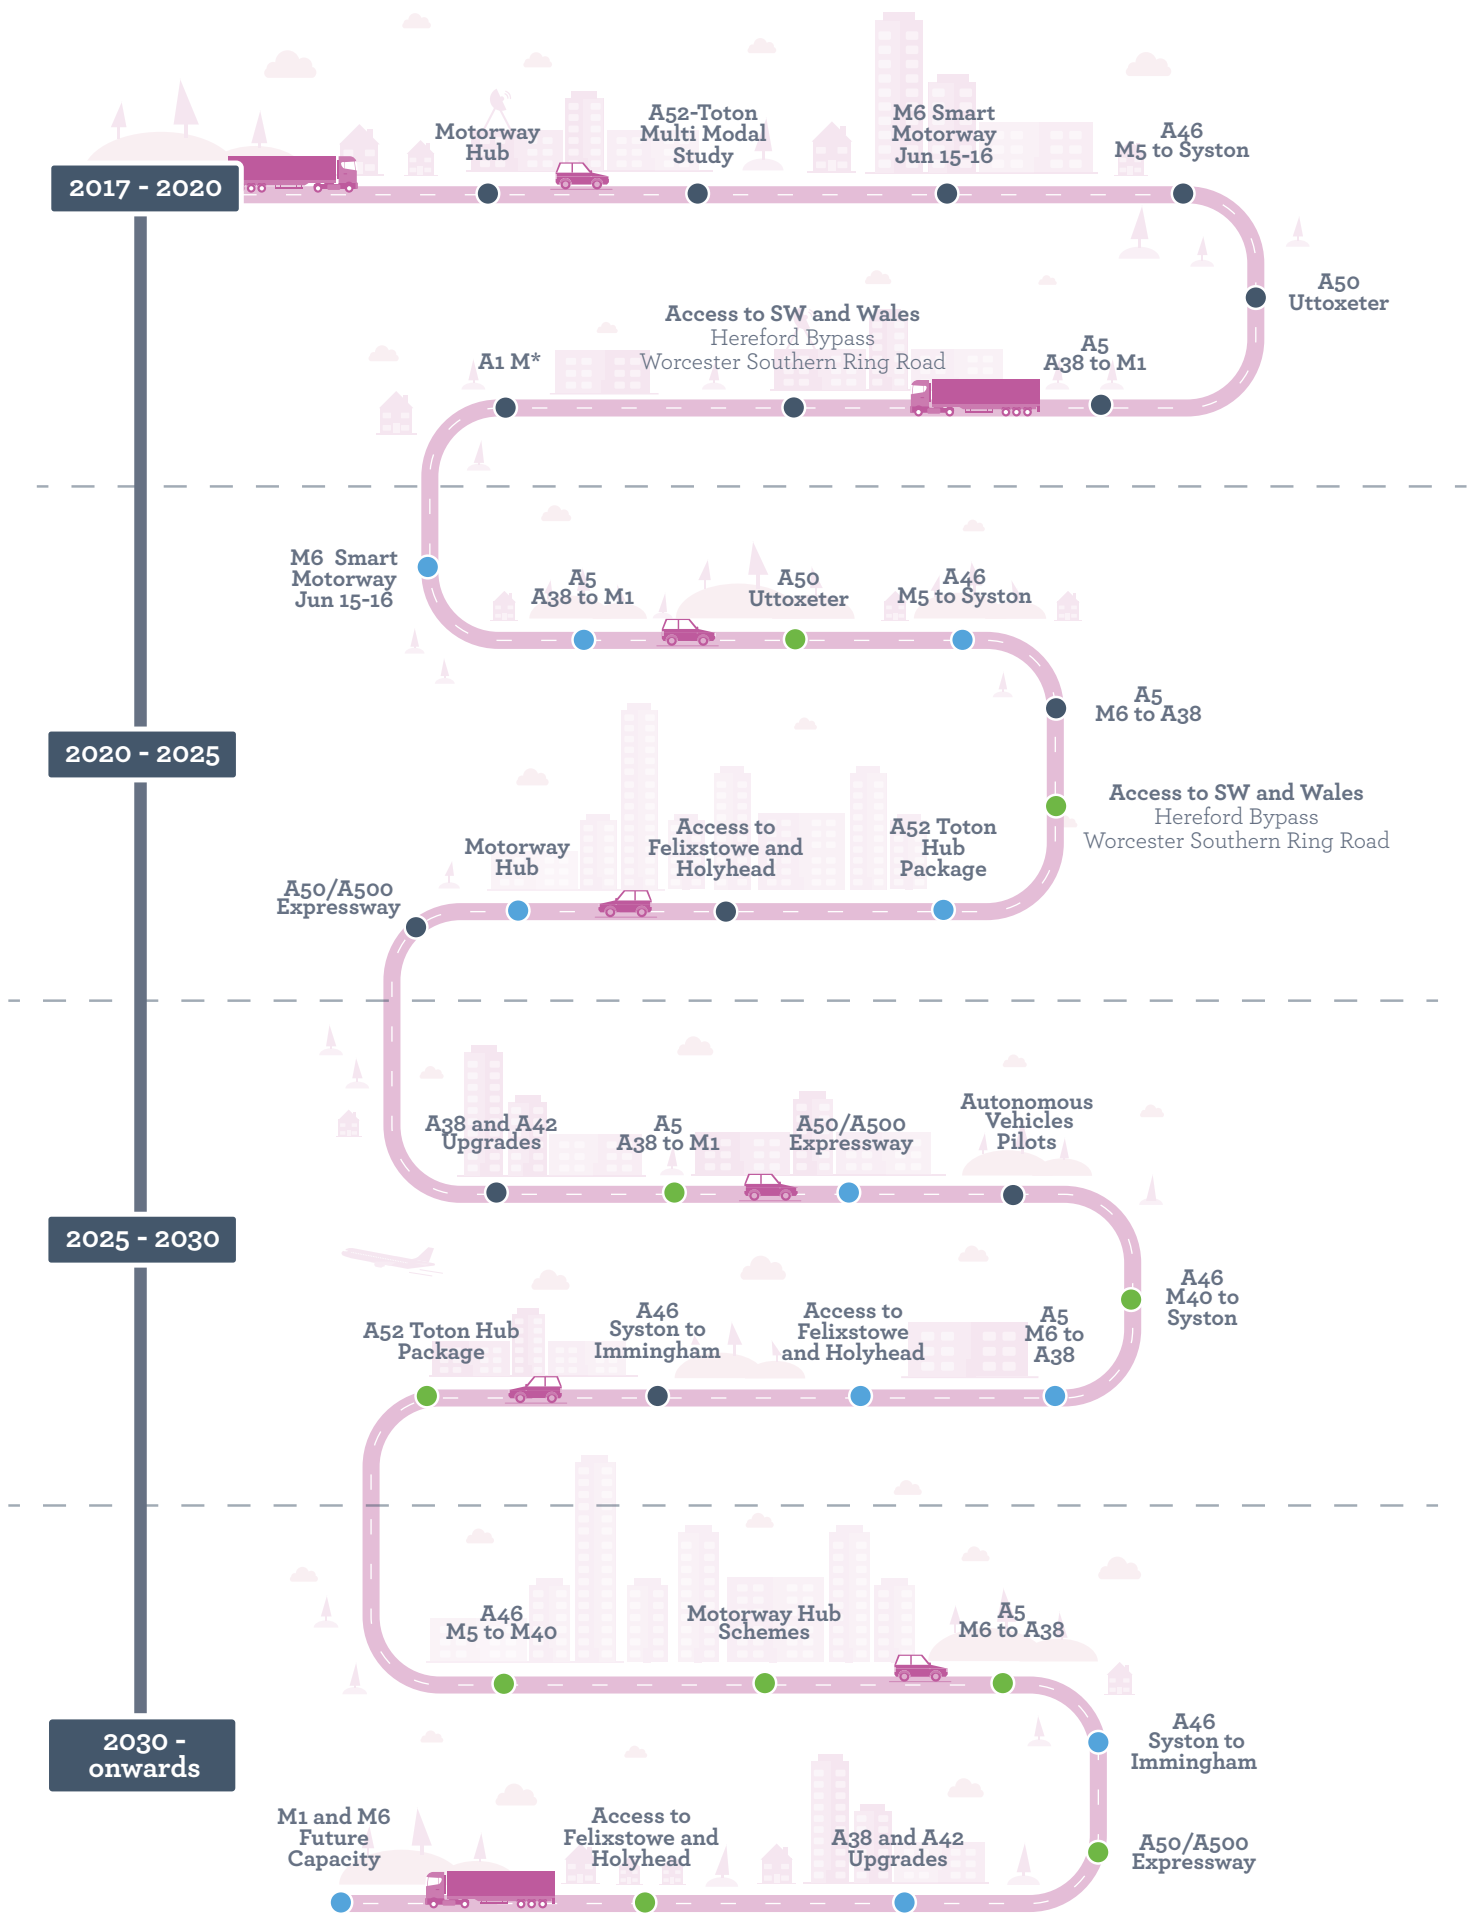 2017 - 2020
Motorway
Hub
A52-Toton
Multi Modal
Study
M6 Smart
Motorway
Jun 15-16
A46
M5 to Syston
A50
Uttoxeter
A5
A38 to M1
Access to SW and Wales
Hereford Bypass
Worcester Southern Ring Road
A1 M*
2020 - 2025
M6 Smart
Motorway
Jun 15-16
A5
A38 to M1
A50
Uttoxeter
A46
M5 to Syston
A5
M6 to A38
Access to SW and Wales
Hereford Bypass
Worcester Southern Ring Road
A52 Toton
Hub
Package
Access to
Felixstowe and
Holyhead
Motorway
Hub
A50/A500
Expressway
2025 - 2030
A38 and A42
Upgrades
A5
A38 to M1
A50/A500
Expressway
Autonomous
Vehicles
Pilots
A46
M40 to
Syston
A5
M6 to
A38
Access to
Felixstowe
and Holyhead
A46
Syston to
Immingham
A52 Toton Hub
Package
2030 -
onwards
A46
M5 to M40
Motorway Hub
Schemes
A5
M6 to A38
A46
Syston to
Immingham
A50/A500
Expressway
A38 and A42
Upgrades
Access to
Felixstowe and
Holyhead
M1 and M6
Future
Capacity